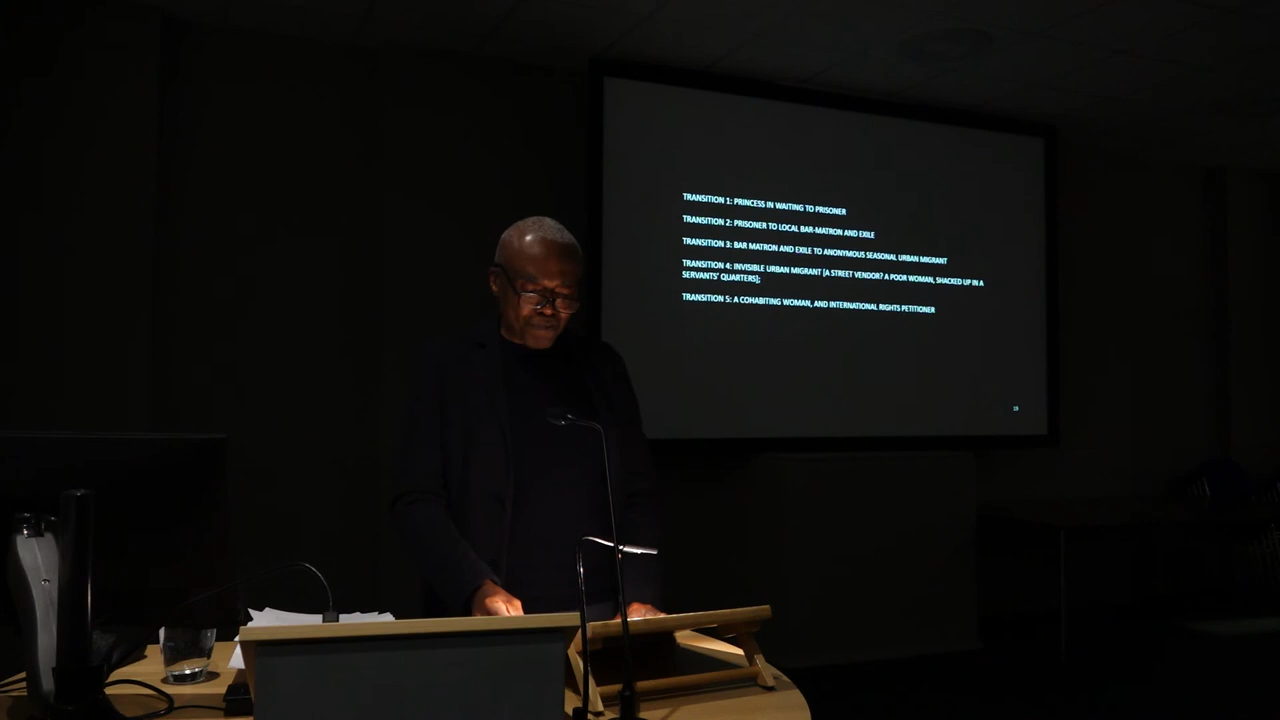 TRANSITION 1: PRINCESS IN WAITING TO PRISONER
TRANSITION 2: PRISONER TO LOCAL BAR-MATRON AND EXILE
TRANSITION 3: BAR MATRON AND EXILE TO ANONYMOUS SEASONAL URBAN MIGRANT
TRANSITION 4: INVISIBLE URBAN MIGRANT [A STREET VENDOR? A POOR WOMAN, SHACKED UP IN A
SERVANTS' QUARTERS];
TRANSITION 5: A COHABITING WOMAN, AND INTERNATIONAL RIGHTS PETITIONER